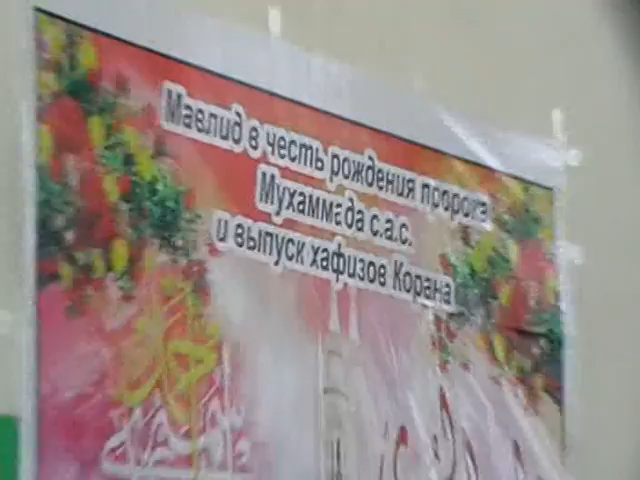 Мавлид в честь рождения пророка
Мухаммада с.а.с.
и выпуск хафизов Корана